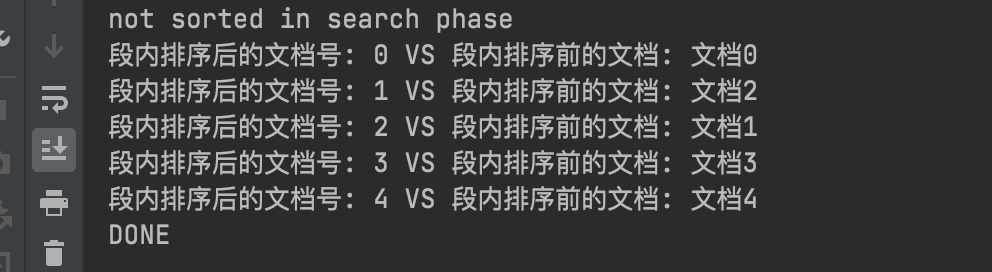 not sorted in search phase
段内排序后的文档号: 0 VS 段内排序前的文档: 文档0
段内排序后的文档号: 1 VS 段内排序前的文档: 文档2
段内排序后的文档号: 2 VS 段内排序前的文档: 文档1
段内排序后的文档号: 3 VS 段内排序前的文档: 文档3
段内排序后的文档号: 4 VS 段内排序前的文档: 文档4
DONE